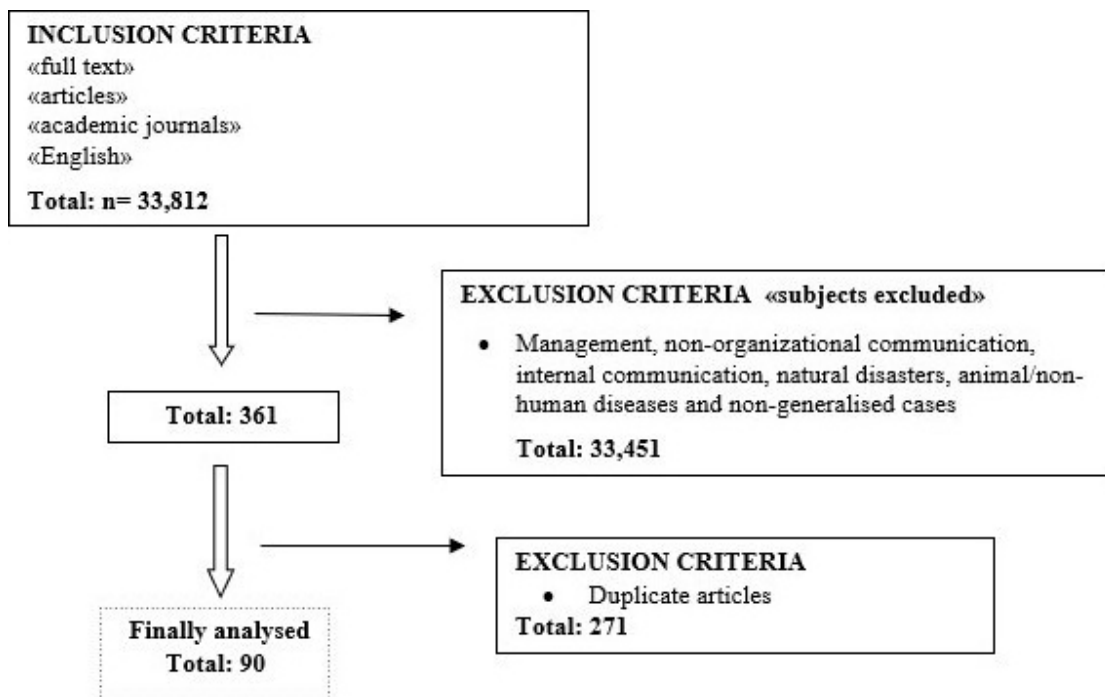 INCLUSION CRITERIA
«full text»
«articles»
«academic journals»
«English»
Total: n= 33,812
EXCLUSION CRITERIA «subjects excluded»
• Management, non-organizational communication,
internal communication, natural disasters, animal/non-
human diseases and non-generalised cases
Total: 33,451
Total: 361
EXCLUSION CRITERIA
• Duplicate articles
Total: 271
Finally analysed
Total: 90